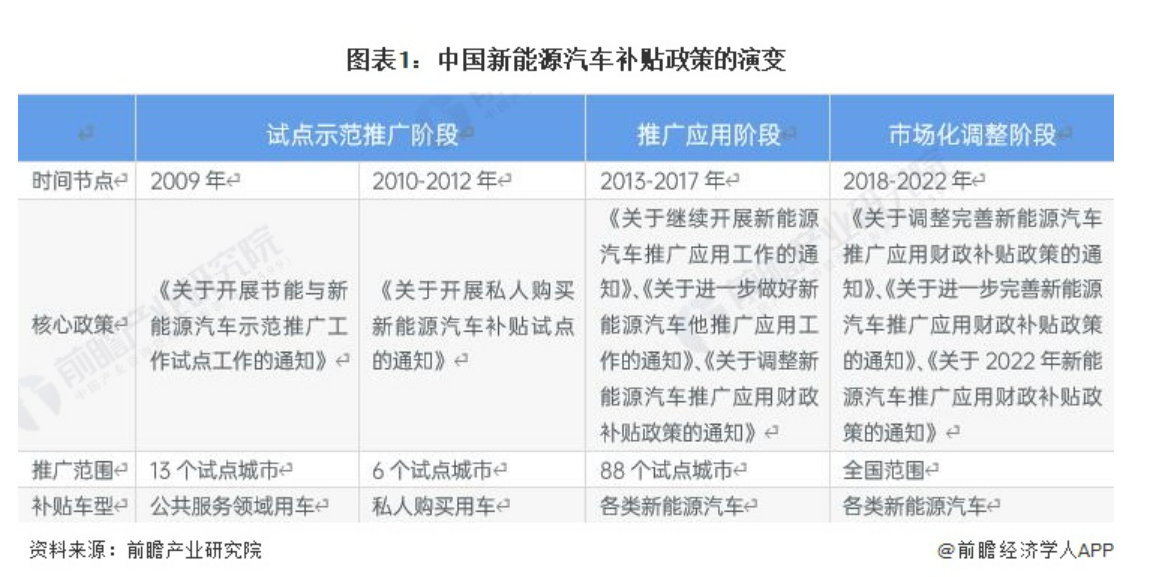 图表1：中国新能源汽车补贴政策的演变
试点示范推广阶段 推广应用阶段 市场化调整阶段
时间节点 2009 年 2010-2012 年 2013-2017 年 2018-2022 年
核心政策
《关于开展节能与新
能源汽车示范推广工
作试点工作的通知》
《关于开展私人购买
新能源汽车补贴试点
的通知》
《关于继续开展新能源
汽车推广应用工作的通
知》、《关于进一步做好新
能源汽车他推广应用工
作的通知》、《关于调整新
能源汽车推广应用财政
补贴政策的通知》
《关于调整完善新能源汽车
推广应用财政补贴政策的通
知》、《关于进一步完善新能源
汽车推广应用财政补贴政策
的通知》、《关于 2022 年新能
源汽车推广应用财政补贴政
策的通知》
推广范围 13 个试点城市 6 个试点城市 88 个试点城市 全国范围
补贴车型 公共服务领域用车 私人购买用车 各类新能源汽车 各类新能源汽车
资料来源：前瞻产业研究院 @前瞻经济学人APP
前瞻产业研究院